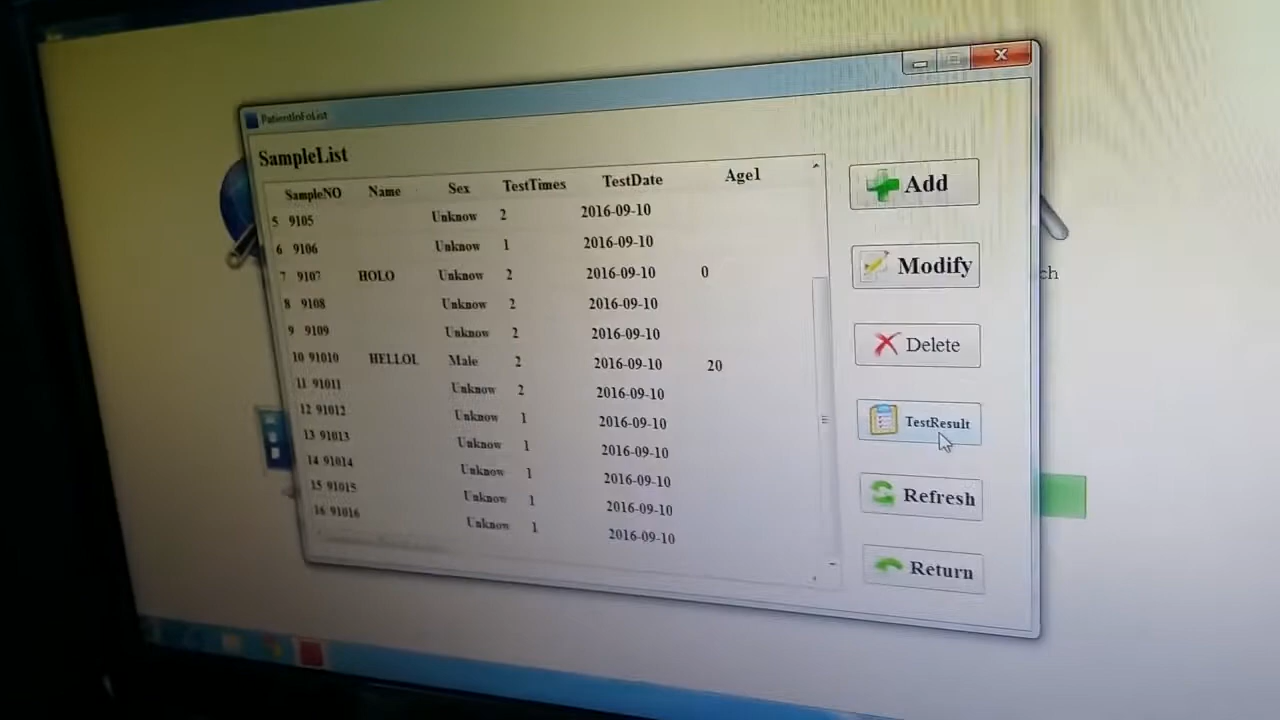 PatientInFoList
SampleList
SampleNO Name Sex TestTimes TestDate Age1
5 9105 Unknow 2 2016-09-10
6 9106 Unknow 1 2016-09-10
7 9107 HOLO Unknow 2 2016-09-10 0
8 9108 Unknow 2 2016-09-10
9 9109 Unknow 2 2016-09-10
10 91010 HELLOL Male 2 2016-09-10 20
11 91011 Unknow 2 2016-09-10
12 91012 Unknow 1 2016-09-10
13 91013 Unknow 1 2016-09-10
14 91014 Unknow 1 2016-09-10
15 91015 Unknow 1 2016-09-10
16 91016 Unknow 1 2016-09-10
Add
Modify
Delete
TestResult
Refresh
Return
ch